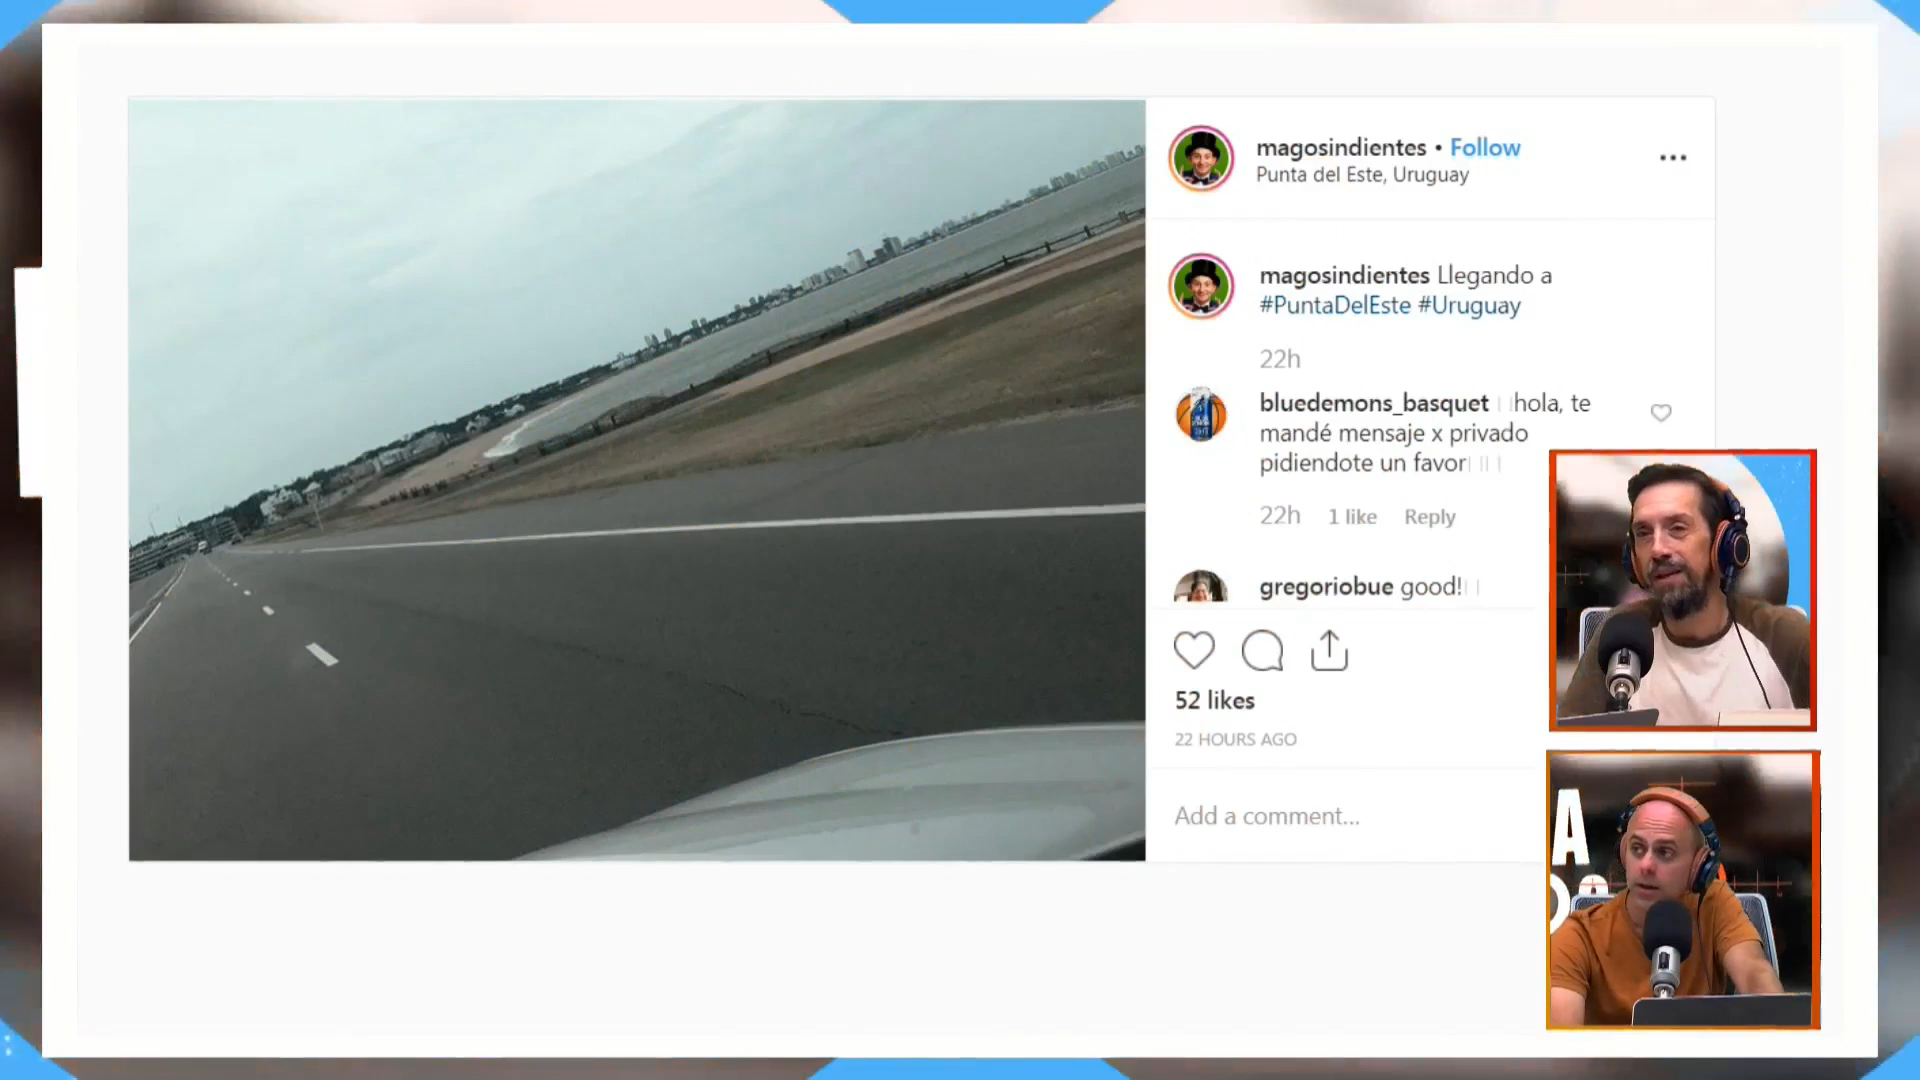 magosindientes • Follow
Punta del Este, Uruguay
magosindientes Llegando a
#PuntaDelEste #Uruguay
22h
bluedemons_basquet hola, te
mandé mensaje x privado
pidiendote un favor
22h 1 like Reply
gregoriobue good!
52 likes
22 HOURS AGO
Add a comment...
A